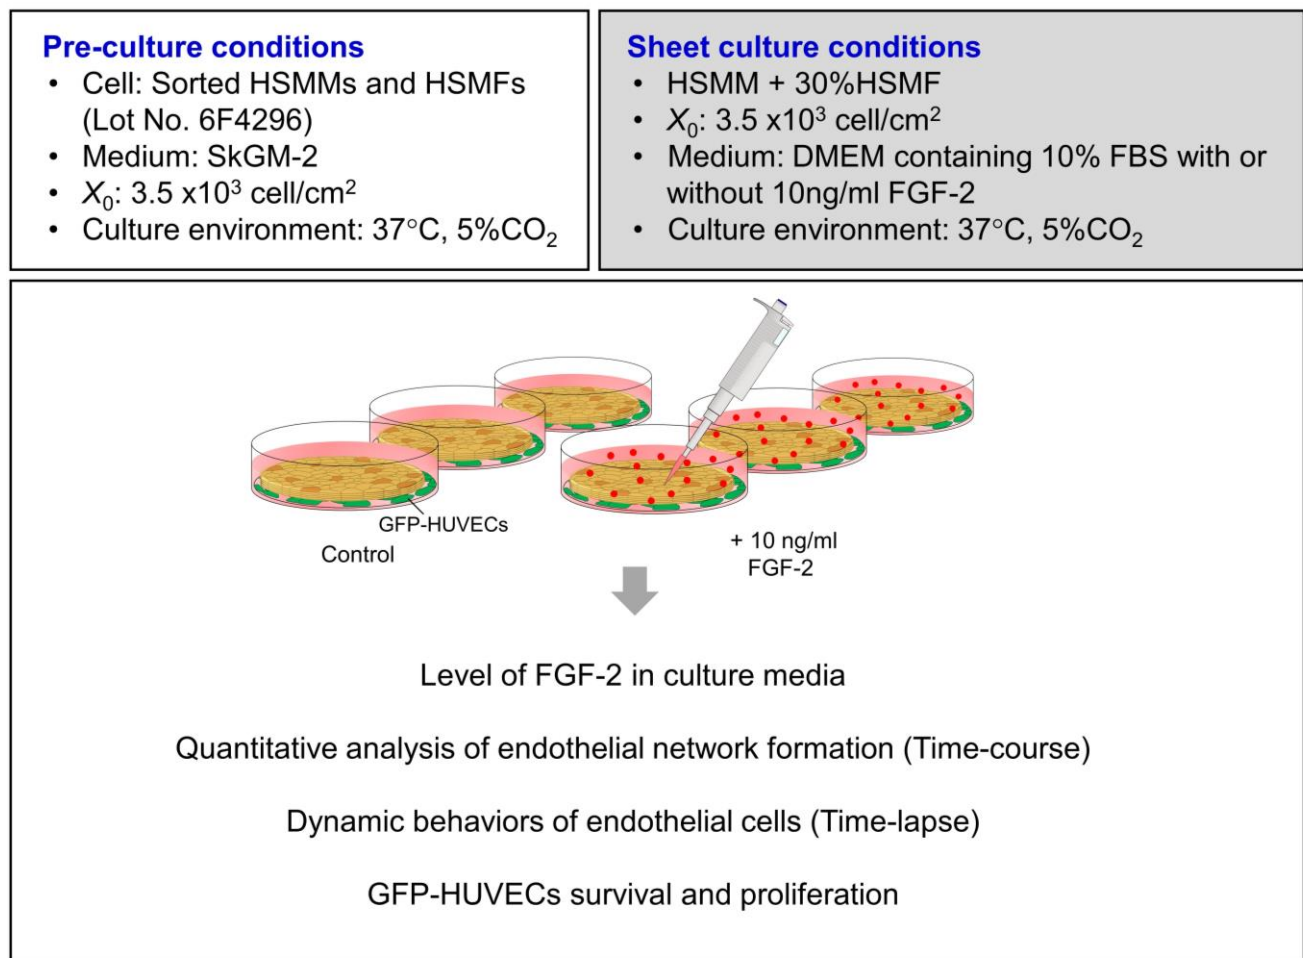 Pre-culture conditions
• Cell: Sorted HSMMs and HSMFs
(Lot No. 6F4296)
• Medium: SkGM-2
• X₀: 3.5 x10³ cell/cm²
• Culture environment: 37°C, 5%CO₂
Sheet culture conditions
• HSMM + 30%HSMF
• X₀: 3.5 x10³ cell/cm²
• Medium: DMEM containing 10% FBS with or
without 10ng/ml FGF-2
• Culture environment: 37°C, 5%CO₂
GFP-HUVECs
Control
+ 10 ng/ml
FGF-2
Level of FGF-2 in culture media
Quantitative analysis of endothelial network formation (Time-course)
Dynamic behaviors of endothelial cells (Time-lapse)
GFP-HUVECs survival and proliferation